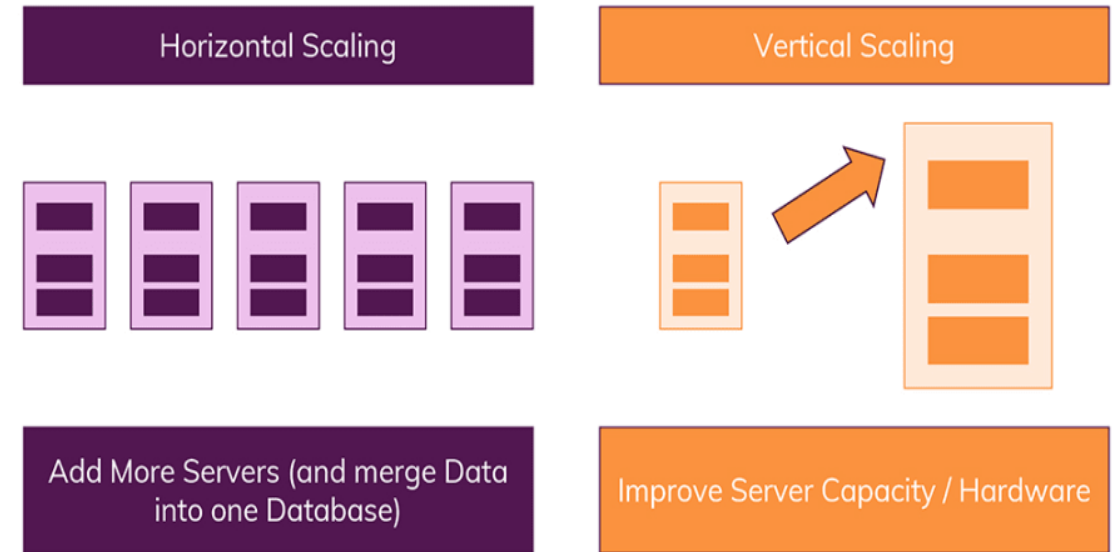 Horizontal Scaling
Vertical Scaling
Add More Servers (and merge Data
into one Database)
Improve Server Capacity / Hardware